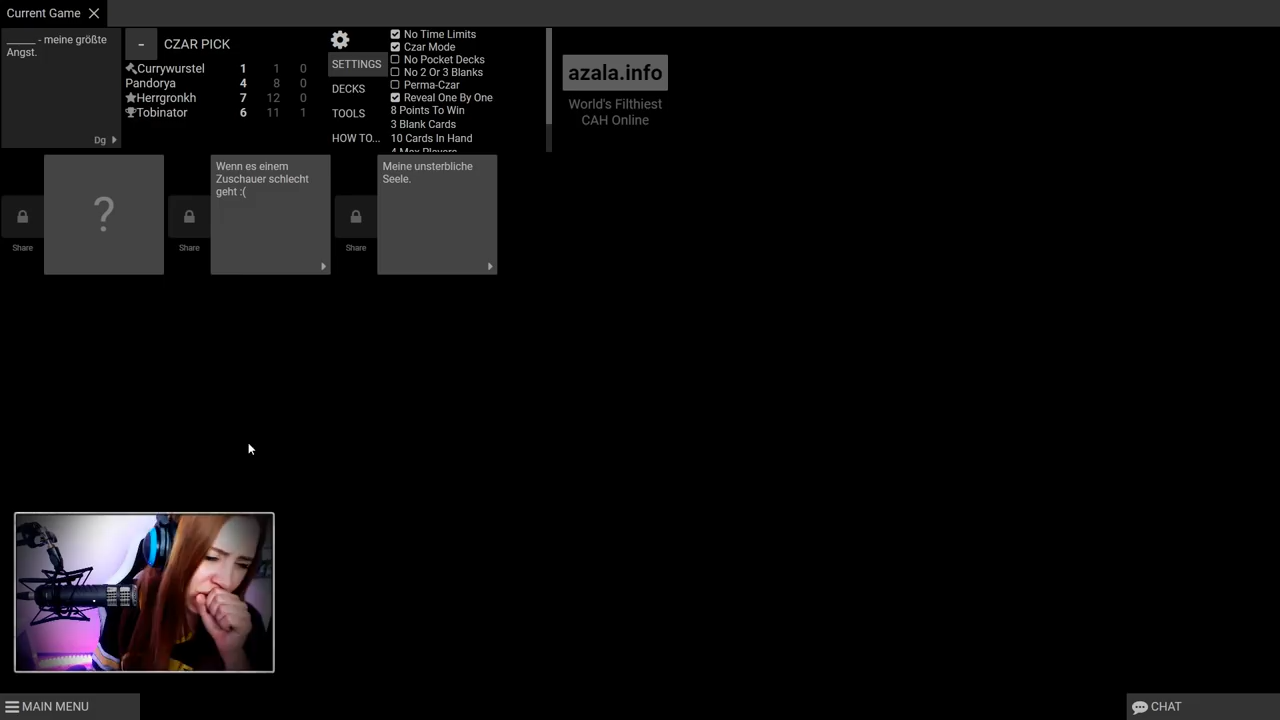 Current Game
_____ - meine größte
Angst.
Dg
-
CZAR PICK
Currywurstel 1 1 0
Pandorya 4 8 0
Herrgronkh 7 12 0
Tobinator 6 11 1
SETTINGS
DECKS
TOOLS
HOW TO...
No Time Limits
Czar Mode
No Pocket Decks
No 2 Or 3 Blanks
Perma-Czar
Reveal One By One
8 Points To Win
3 Blank Cards
10 Cards In Hand
4 Max Players
azala.info
World's Filthiest
CAH Online
Share
?
Share
Wenn es einem
Zuschauer schlecht
geht :(
Share
Meine unsterbliche
Seele.
MAIN MENU
CHAT